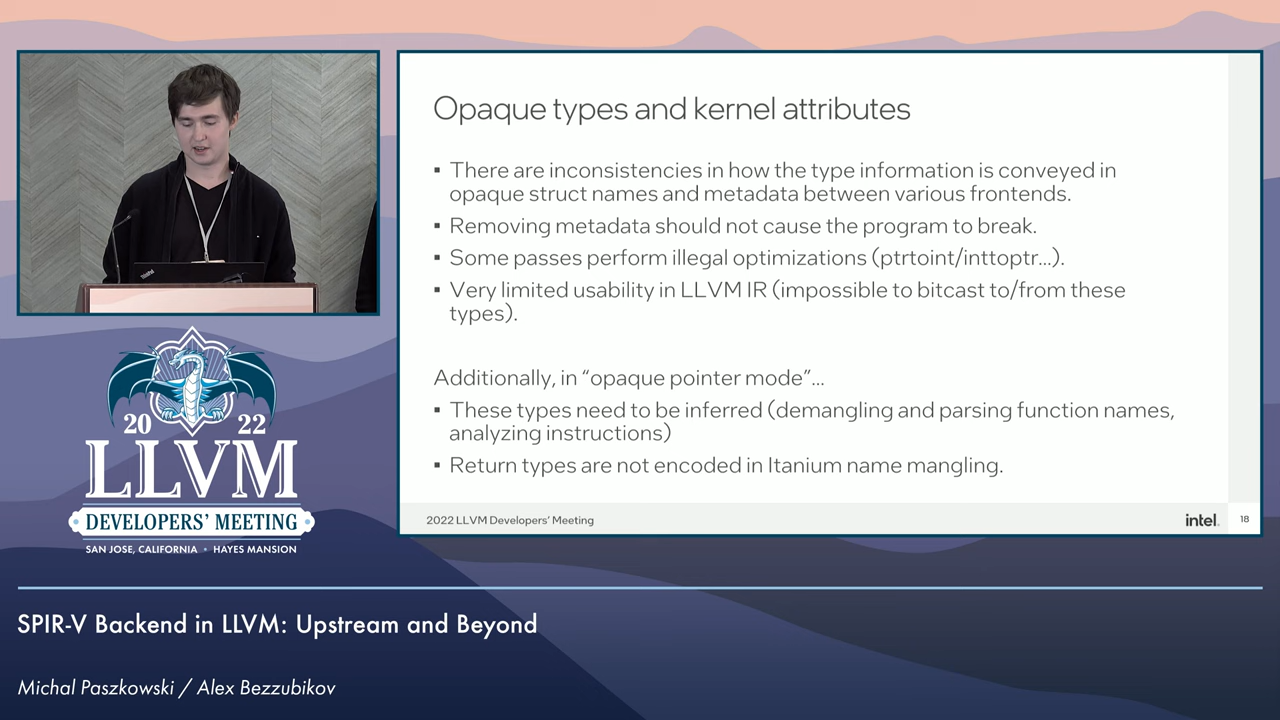 Opaque types and kernel attributes
▪ There are inconsistencies in how the type information is conveyed in
opaque struct names and metadata between various frontends.
▪ Removing metadata should not cause the program to break.
▪ Some passes perform illegal optimizations (ptrtoint/inttoptr...).
▪ Very limited usability in LLVM IR (impossible to bitcast to/from these
types).
Additionally, in “opaque pointer mode”...
▪ These types need to be inferred (demangling and parsing function names,
analyzing instructions)
▪ Return types are not encoded in Itanium name mangling.
2022 LLVM Developers’ Meeting
intel.
18
ThinkPad
20 22
LLVM
DEVELOPERS’ MEETING
SAN JOSE, CALIFORNIA • HAYES MANSION
SPIR-V Backend in LLVM: Upstream and Beyond
Michal Paszkowski / Alex Bezzubikov